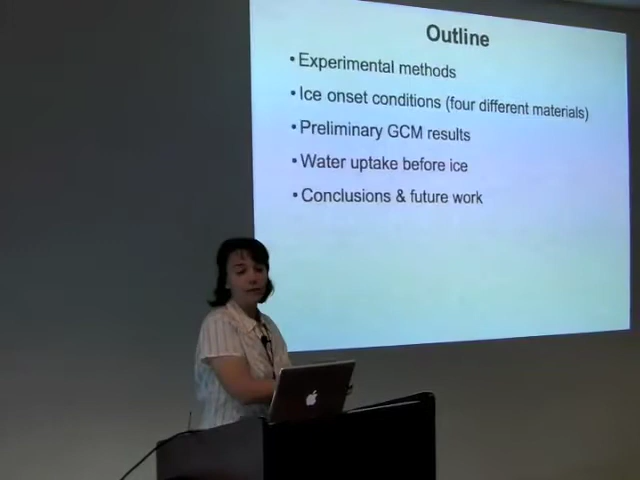 Outline
• Experimental methods
• Ice onset conditions (four different materials)
• Preliminary GCM results
• Water uptake before ice
• Conclusions & future work